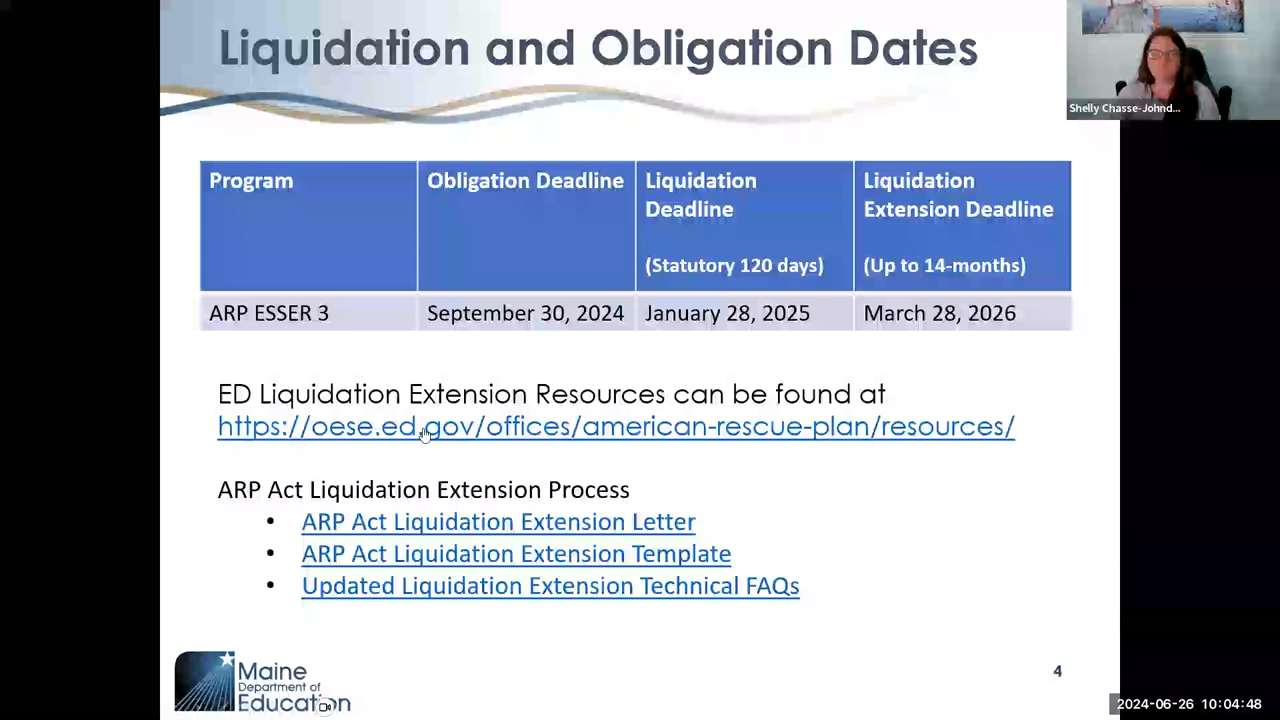 Liquidation and Obligation Dates
Shelly Chasse-Johnd...
Program
Obligation Deadline
Liquidation
Deadline
(Statutory 120 days)
Liquidation
Extension Deadline
(Up to 14-months)
ARP ESSER 3
September 30, 2024
January 28, 2025
March 28, 2026
ED Liquidation Extension Resources can be found at
https://oese.ed.gov/offices/american-rescue-plan/resources/
ARP Act Liquidation Extension Process
• ARP Act Liquidation Extension Letter
• ARP Act Liquidation Extension Template
• Updated Liquidation Extension Technical FAQs
Maine
Department of
Education
4
2024-06-26 10:04:48